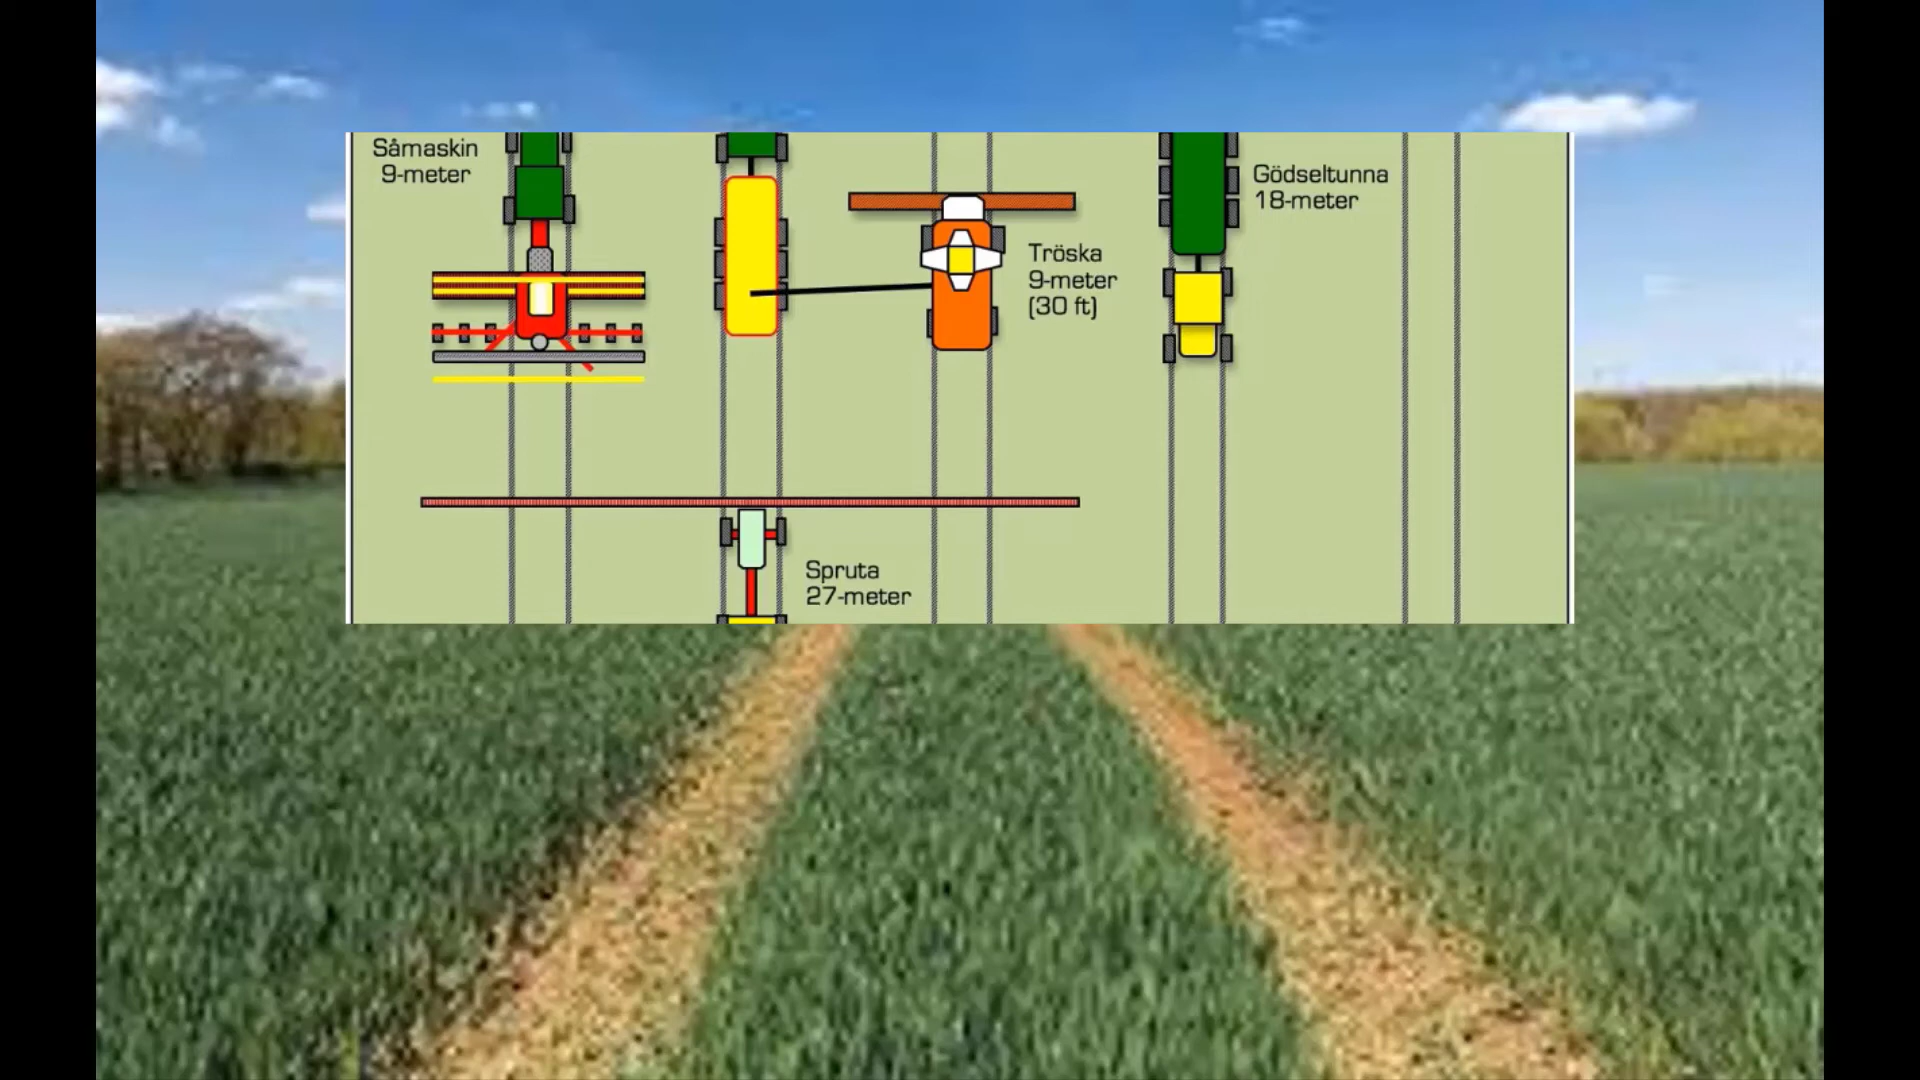 Såmaskin
9-meter
Gödseltunna
18-meter
Tröska
9-meter
(30 ft)
Spruta
27-meter